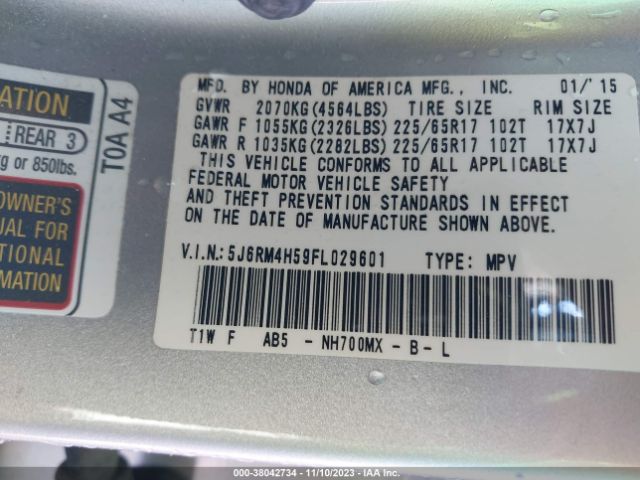 ATION
REAR 3
kg or 850lbs.
OWNER'S
UAL FOR
TIONAL
RMATION
T0A A4
MFD. BY HONDA OF AMERICA MFG., INC. 01/'15
GVWR 2070KG(4564LBS) TIRE SIZE RIM SIZE
GAWR F 1055KG(2326LBS) 225/65R17 102T 17X7J
GAWR R 1035KG(2282LBS) 225/65R17 102T 17X7J
THIS VEHICLE CONFORMS TO ALL APPLICABLE
FEDERAL MOTOR VEHICLE SAFETY
AND THEFT PREVENTION STANDARDS IN EFFECT
ON THE DATE OF MANUFACTURE SHOWN ABOVE.
V.I.N.: 5J6RM4H59FL029601 TYPE: MPV
T1W F AB5 - NH700MX - B - L
000-38042734 - 11/10/2023 - IAA Inc.